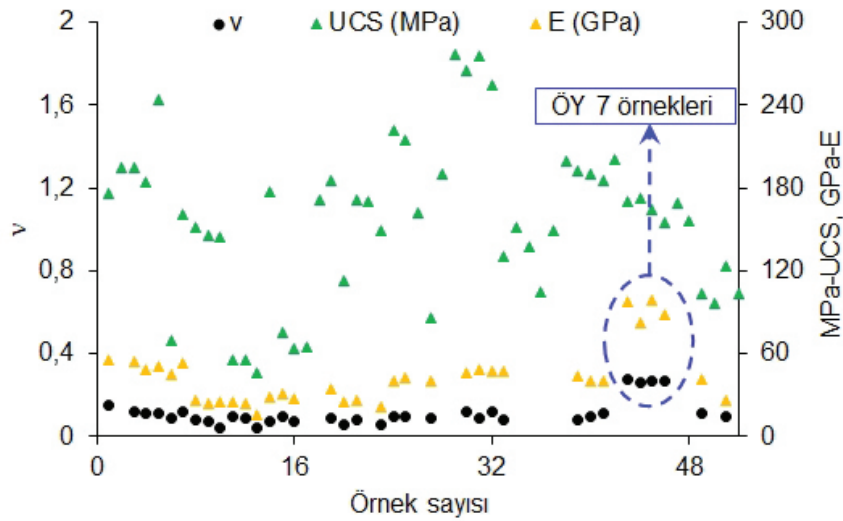 2
1,6
1,2
0,8
0,4
0
ν
v
UCS (MPa)
E (GPa)
ÖY 7 örnekleri
300
240
180
120
60
0
MPa-UCS, GPa-E
0
16
32
48
Örnek sayısı